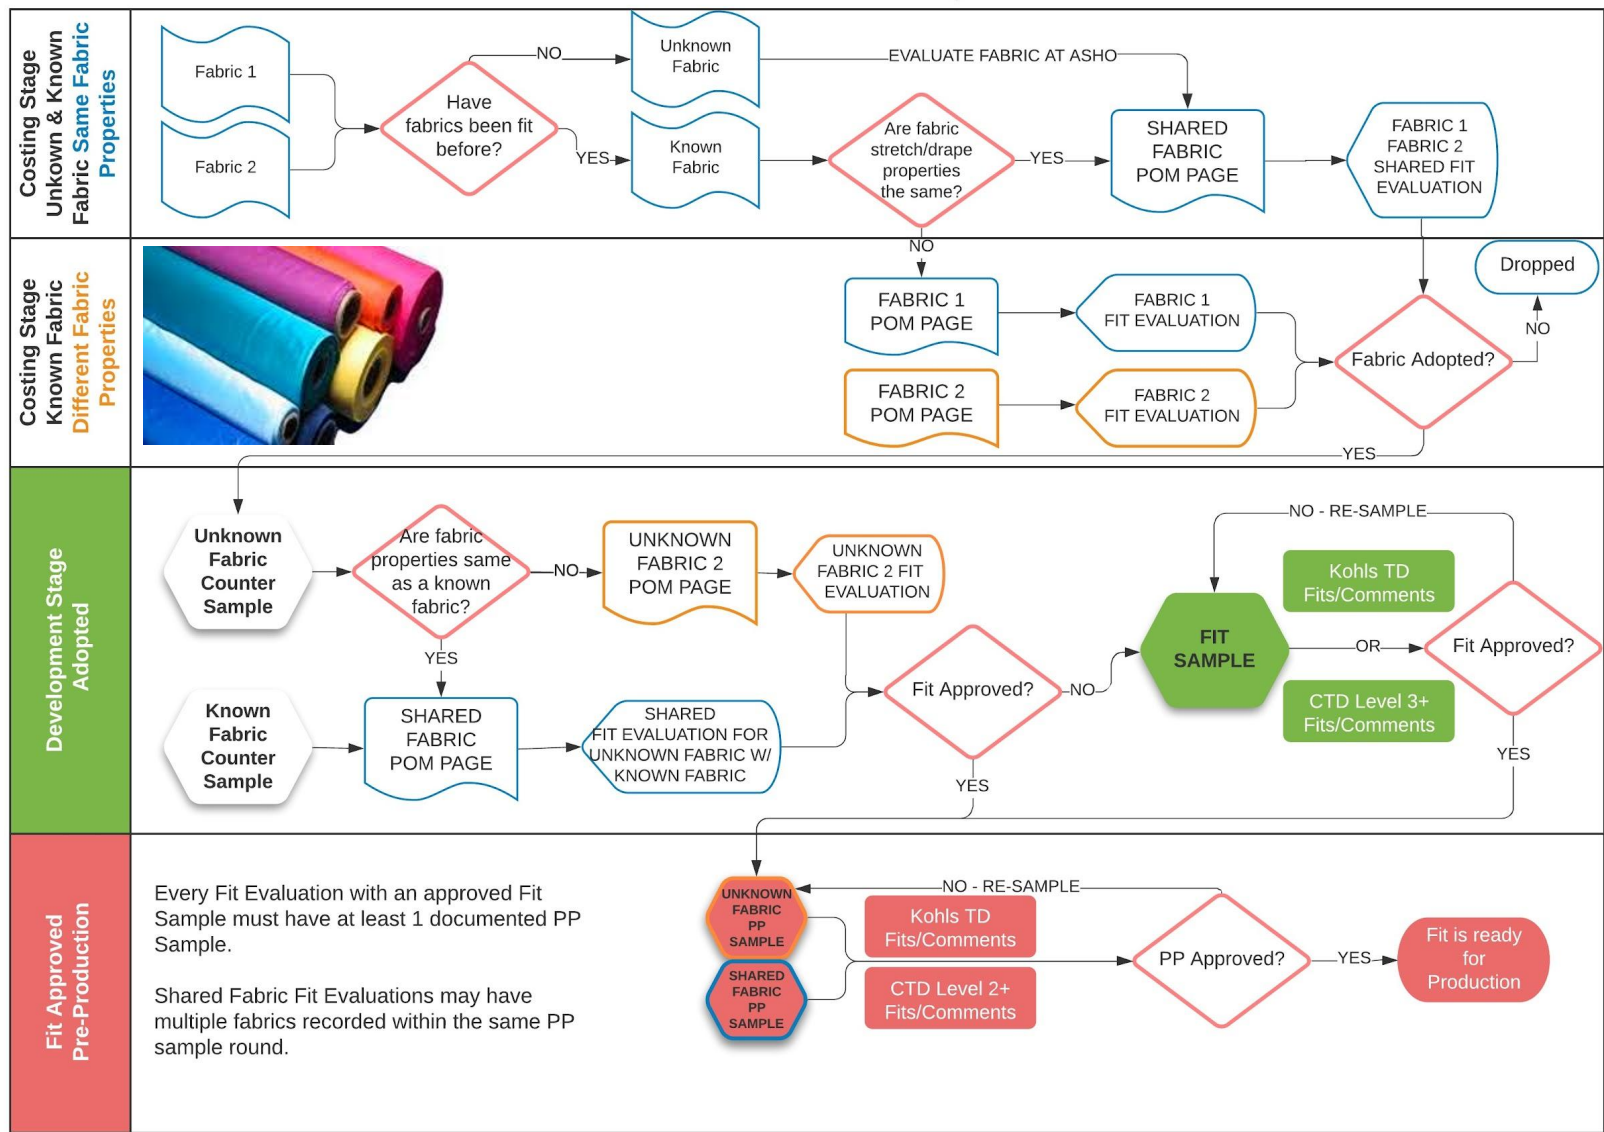 Costing Stage
Unkown & Known
Fabric Same Fabric
Properties
Fabric 1
Fabric 2
Have
fabrics been fit
before?
NO
YES
Unknown
Fabric
Known
Fabric
EVALUATE FABRIC AT ASHO
Are fabric
stretch/drape
properties
the same?
YES
SHARED
FABRIC
POM PAGE
FABRIC 1
FABRIC 2
SHARED FIT
EVALUATION
Costing Stage
Known Fabric
Different Fabric
Properties
NO
FABRIC 1
POM PAGE
FABRIC 1
FIT EVALUATION
FABRIC 2
POM PAGE
FABRIC 2
FIT EVALUATION
Fabric Adopted?
Dropped
NO
YES
Development Stage
Adopted
Unknown
Fabric
Counter
Sample
Are fabric
properties same
as a known
fabric?
NO
UNKNOWN
FABRIC 2
POM PAGE
UNKNOWN
FABRIC 2 FIT
EVALUATION
YES
Known
Fabric
Counter
Sample
SHARED
FABRIC
POM PAGE
SHARED
FIT EVALUATION FOR
UNKNOWN FABRIC W/
KNOWN FABRIC
Fit Approved?
NO
YES
FIT
SAMPLE
NO - RE-SAMPLE
Kohls TD
Fits/Comments
OR
CTD Level 3+
Fits/Comments
Fit Approved?
YES
Fit Approved
Pre-Production
Every Fit Evaluation with an approved Fit
Sample must have at least 1 documented PP
Sample.
Shared Fabric Fit Evaluations may have
multiple fabrics recorded within the same PP
sample round.
UNKNOWN
FABRIC
PP
SAMPLE
SHARED
FABRIC
PP
SAMPLE
NO - RE-SAMPLE
Kohls TD
Fits/Comments
CTD Level 2+
Fits/Comments
PP Approved?
YES
Fit is ready
for
Production